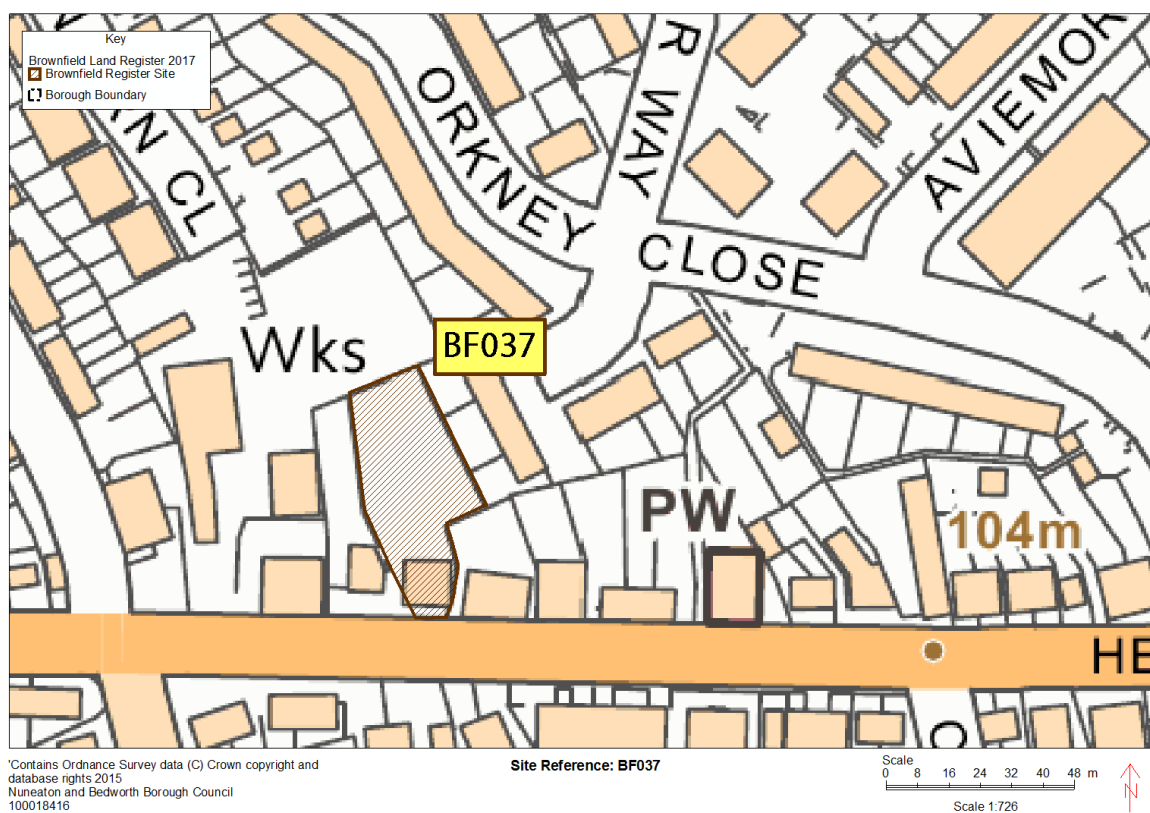 Key
Brownfield Land Register 2017
Brownfield Register Site
Borough Boundary
R WAY
ORKNEY
CLOSE
AVIEMOR
N CL
Wks
BF037
PW
104m
HE
'Contains Ordnance Survey data (C) Crown copyright and
database rights 2015
Nuneaton and Bedworth Borough Council
100018416
Site Reference: BF037
Scale
0 8 16 24 32 40 48 m
Scale 1:726
N